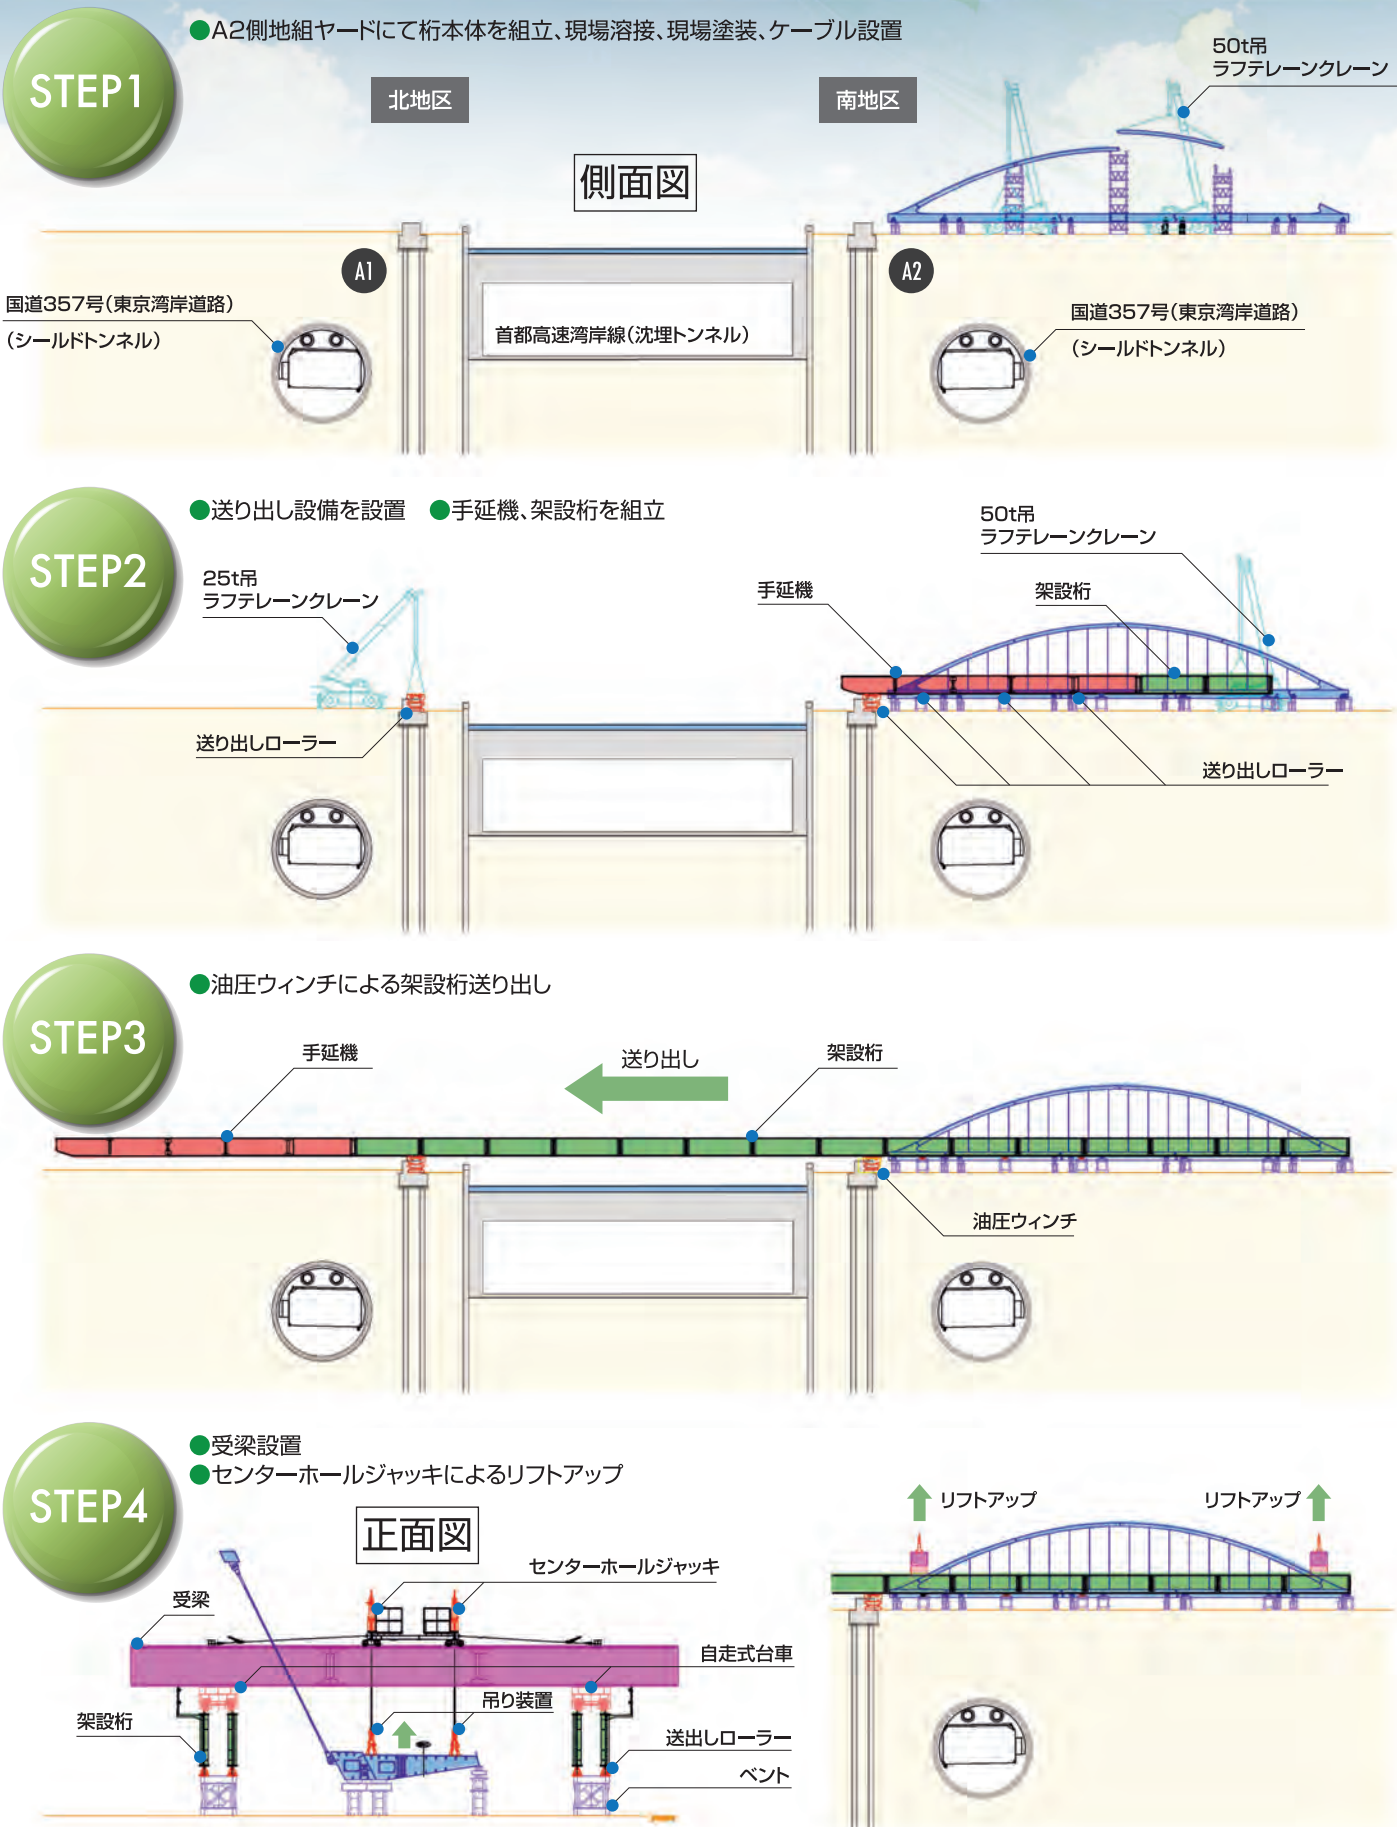 STEP1
●A2側地組ヤードにて桁本体を組立、現場溶接、現場塗装、ケーブル設置
50t吊
ラフテレーンクレーン
北地区
南地区
側面図
A1
A2
国道357号(東京湾岸道路)
(シールドトンネル)
首都高速湾岸線(沈埋トンネル)
国道357号(東京湾岸道路)
(シールドトンネル)
STEP2
●送り出し設備を設置 ●手延機、架設桁を組立
25t吊
ラフテレーンクレーン
50t吊
ラフテレーンクレーン
手延機
架設桁
送り出しローラー
送り出しローラー
STEP3
●油圧ウィンチによる架設桁送り出し
手延機
送り出し
架設桁
油圧ウィンチ
STEP4
●受梁設置
●センターホールジャッキによるリフトアップ
正面図
リフトアップ
リフトアップ
センターホールジャッキ
受梁
自走式台車
吊り装置
架設桁
送出しローラー
ベント